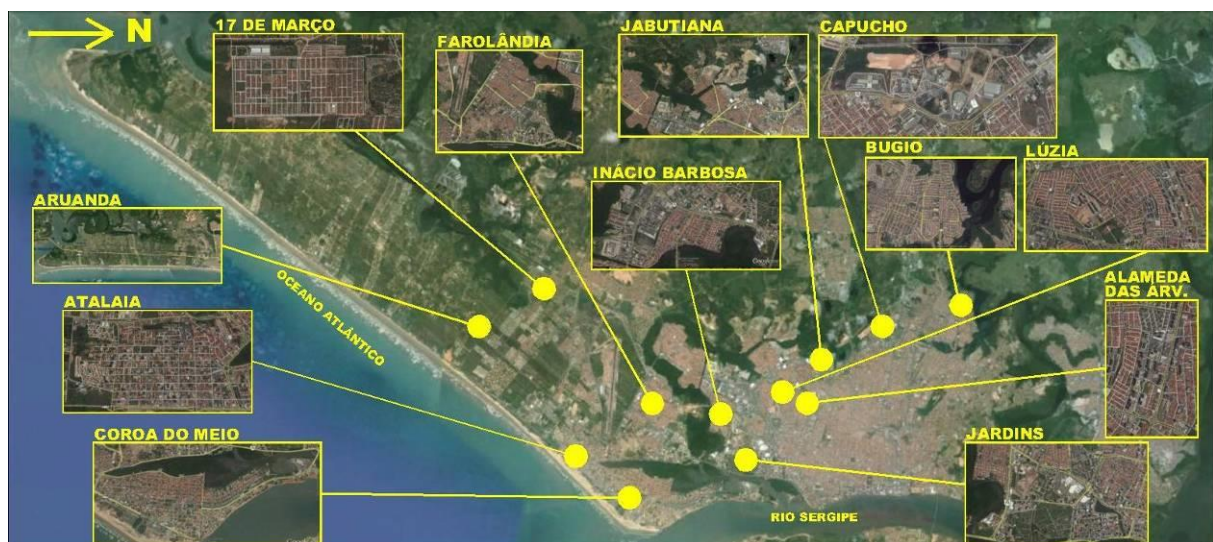 N
17 DE MARÇO
FAROLÂNDIA
JABUTIANA
CAPUCHO
BUGIO
LÚZIA
INÁCIO BARBOSA
ARUANDA
ALAMEDA
DAS ARV.
OCEANO ATLÁNTICO
ATALAIA
COROA DO MEIO
JARDINS
RIO SERGIPE